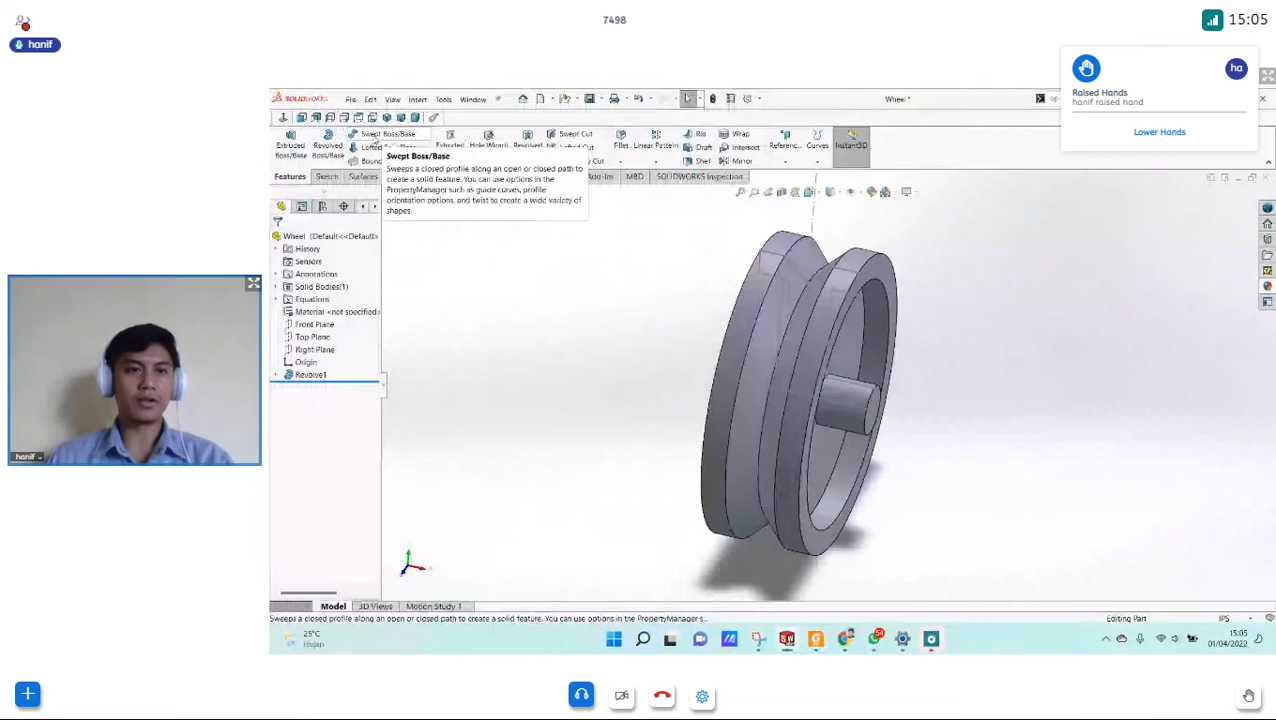 7498
15:05
hanif
ha
Raised Hands
hanif raised hand
Lower Hands
SOLIDWORKS
File
Edit
View
Insert
Tools
Window
Wheel *
Extruded Boss/Base
Revolved Boss/Base
Swept Boss/Base
Swept Cut
Fillet
Linear Pattern
Rib
Draft
Shell
Wrap
Intersect
Mirror
Referenc...
Curves
Instant3D
Features
Sketch
Surfaces
MBD
SOLIDWORKS Inspection
Swept Boss/Base
Sweeps a closed profile along an open or closed path to
create a solid feature. You can use options in the
PropertyManager such as guide curves, profile
orientation options, and twist to create a wide variety of
shapes.
Wheel (Default<<Default>
History
Sensors
Annotations
Solid Bodies(1)
Equations
Material <not specified>
Front Plane
Top Plane
Right Plane
Origin
Revolve1
hanif
Model
3D Views
Motion Study 1
Sweeps a closed profile along an open or closed path to create a solid feature. You can use options in the PropertyManager s...
Editing Part
IPS
25°C
Hujan
54
15:05
01/04/2022